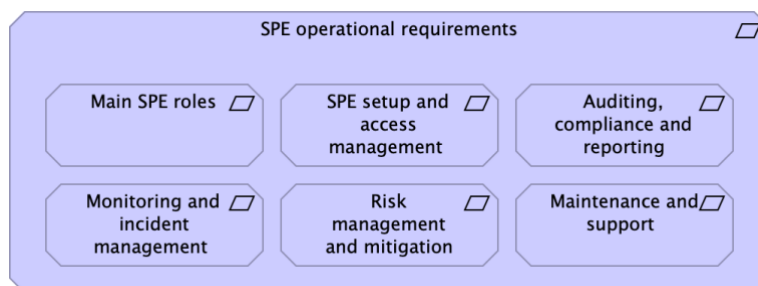 SPE operational requirements
Main SPE roles
SPE setup and
access
management
Auditing,
compliance and
reporting
Monitoring and
incident
management
Risk
management
and mitigation
Maintenance and
support